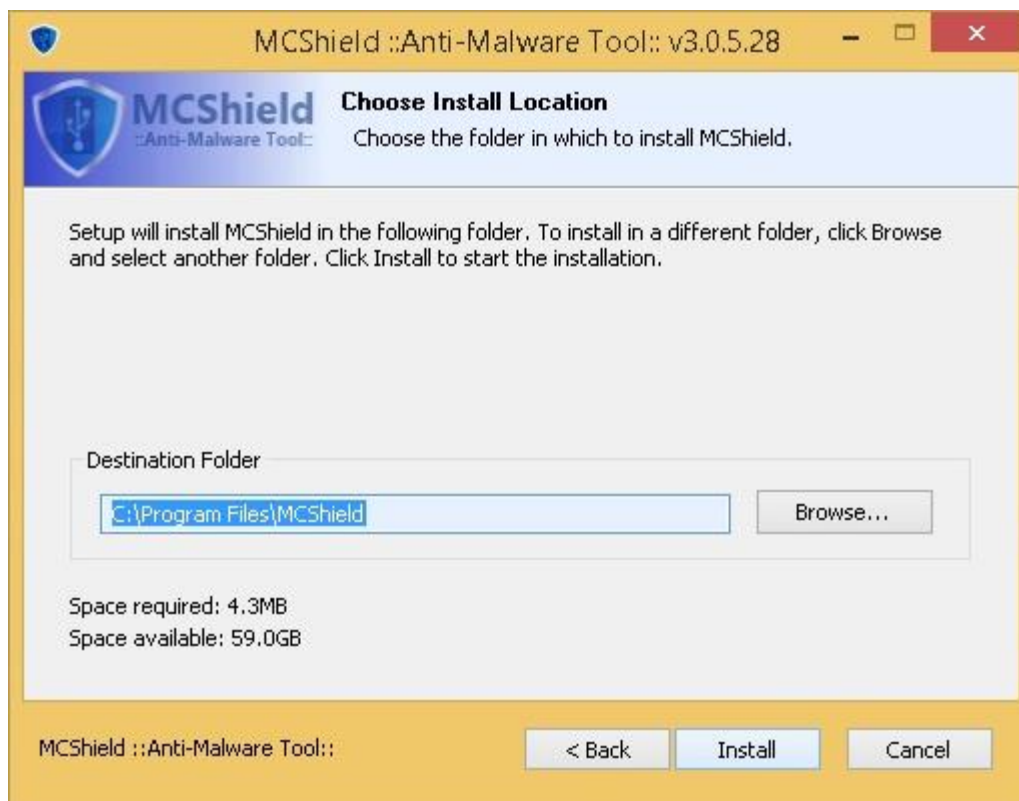 MCShield ::Anti-Malware Tool:: v3.0.5.28
MCShield
::Anti-Malware Tool::
Choose Install Location
Choose the folder in which to install MCShield.
Setup will install MCShield in the following folder. To install in a different folder, click Browse
and select another folder. Click Install to start the installation.
Destination Folder
C:\Program Files\MCShield
Browse...
Space required: 4.3MB
Space available: 59.0GB
MCShield ::Anti-Malware Tool::
< Back
Install
Cancel